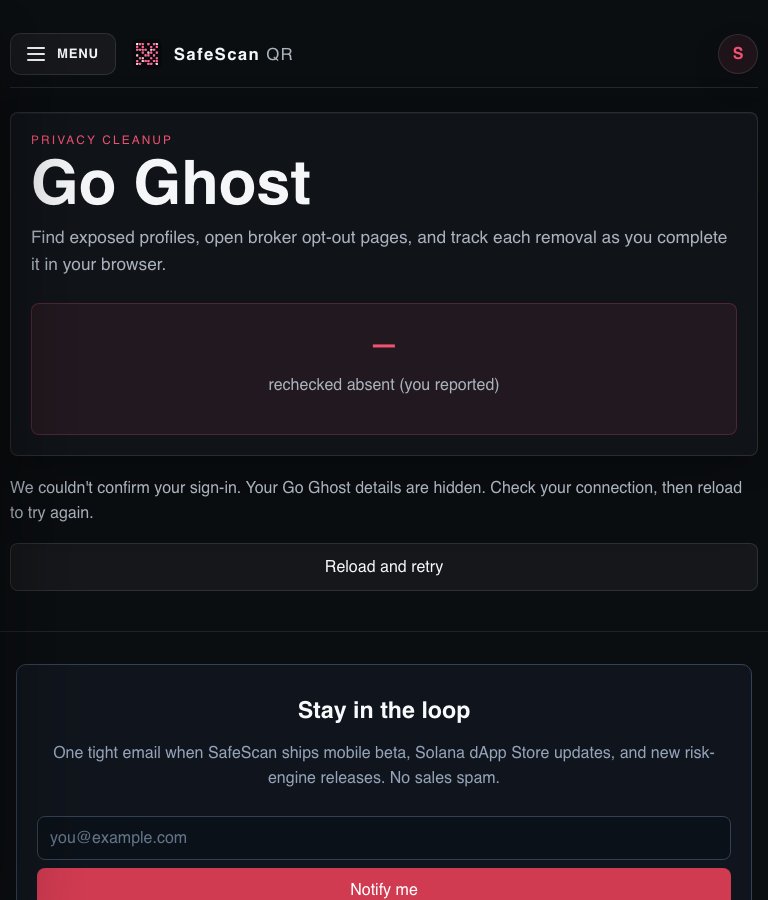 MENU
SafeScan QR
S
PRIVACY CLEANUP
Go Ghost
Find exposed profiles, open broker opt-out pages, and track each removal as you complete
it in your browser.
—
rechecked absent (you reported)
We couldn't confirm your sign-in. Your Go Ghost details are hidden. Check your connection, then reload
to try again.
Reload and retry
Stay in the loop
One tight email when SafeScan ships mobile beta, Solana dApp Store updates, and new risk-
engine releases. No sales spam.
you@example.com
Notify me